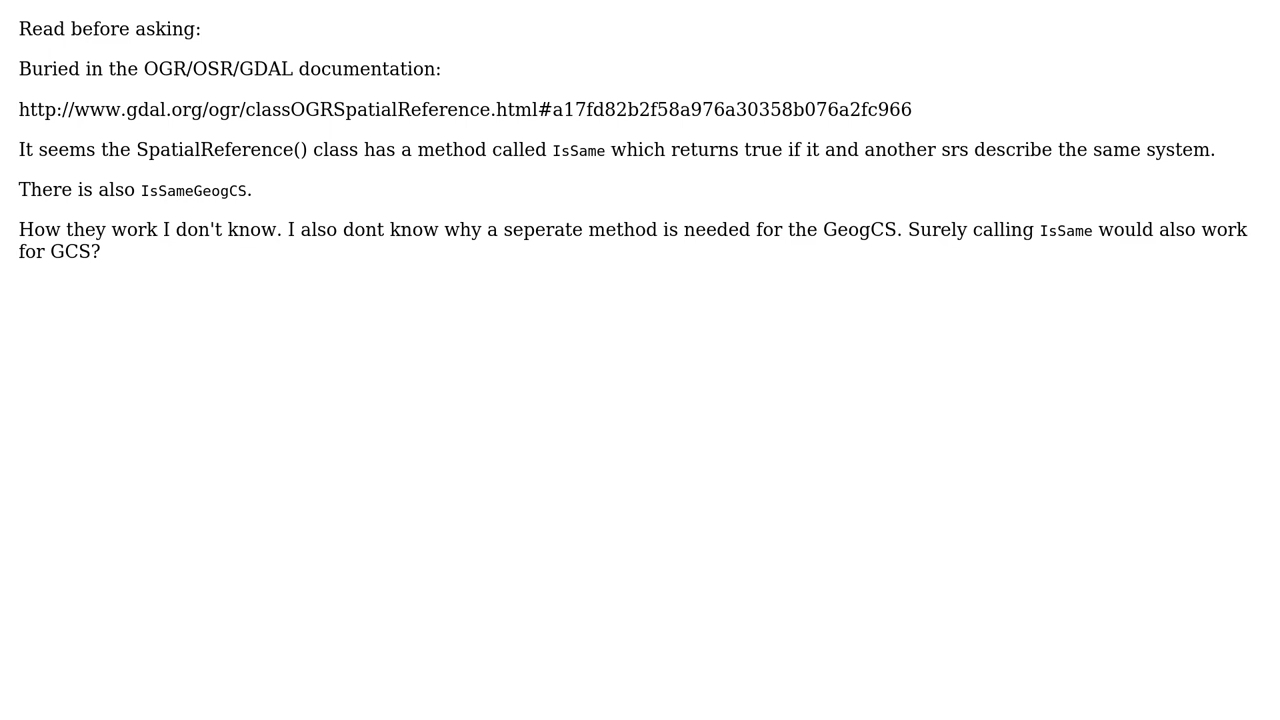 Read before asking:
Buried in the OGR/OSR/GDAL documentation:
http://www.gdal.org/ogr/classOGRSpatialReference.html#a17fd82b2f58a976a30358b076a2fc966
It seems the SpatialReference() class has a method called IsSame which returns true if it and another srs describe the same system.
There is also IsSameGeogCS.
How they work I don't know. I also dont know why a seperate method is needed for the GeogCS. Surely calling IsSame would also work
for GCS?